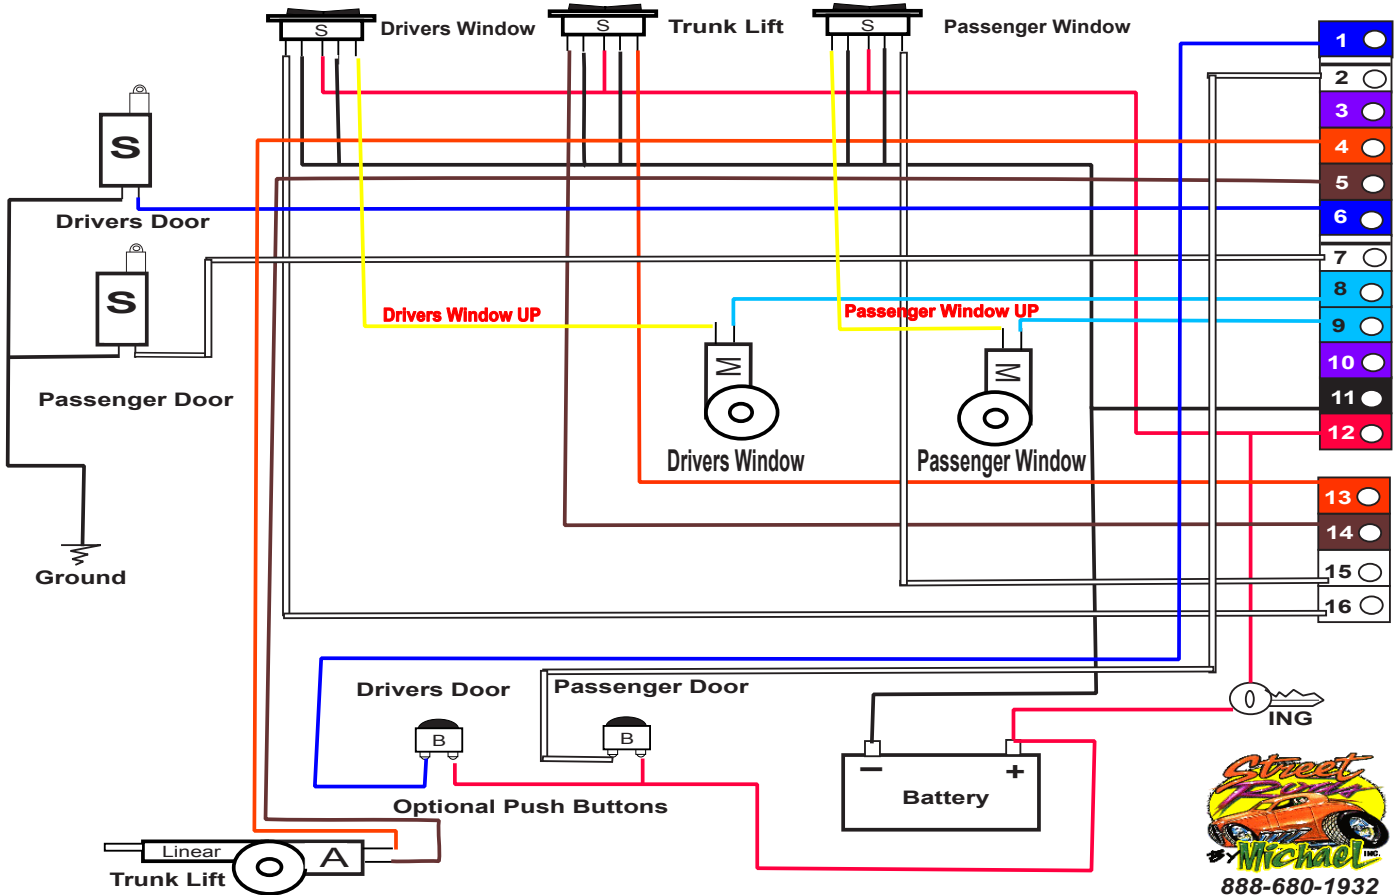 Drivers Window
Trunk Lift
Passenger Window
S
S
S
1
2
3
4
5
6
7
8
9
10
11
12
13
14
15
16
S
Drivers Door
S
Passenger Door
Ground
Drivers Window UP
Passenger Window UP
M
M
Drivers Window
Passenger Window
Drivers Door
Passenger Door
B
B
Optional Push Buttons
Battery
ING
Linear
A
Trunk Lift
Street
Rods
BY Michael INC.
888-680-1932